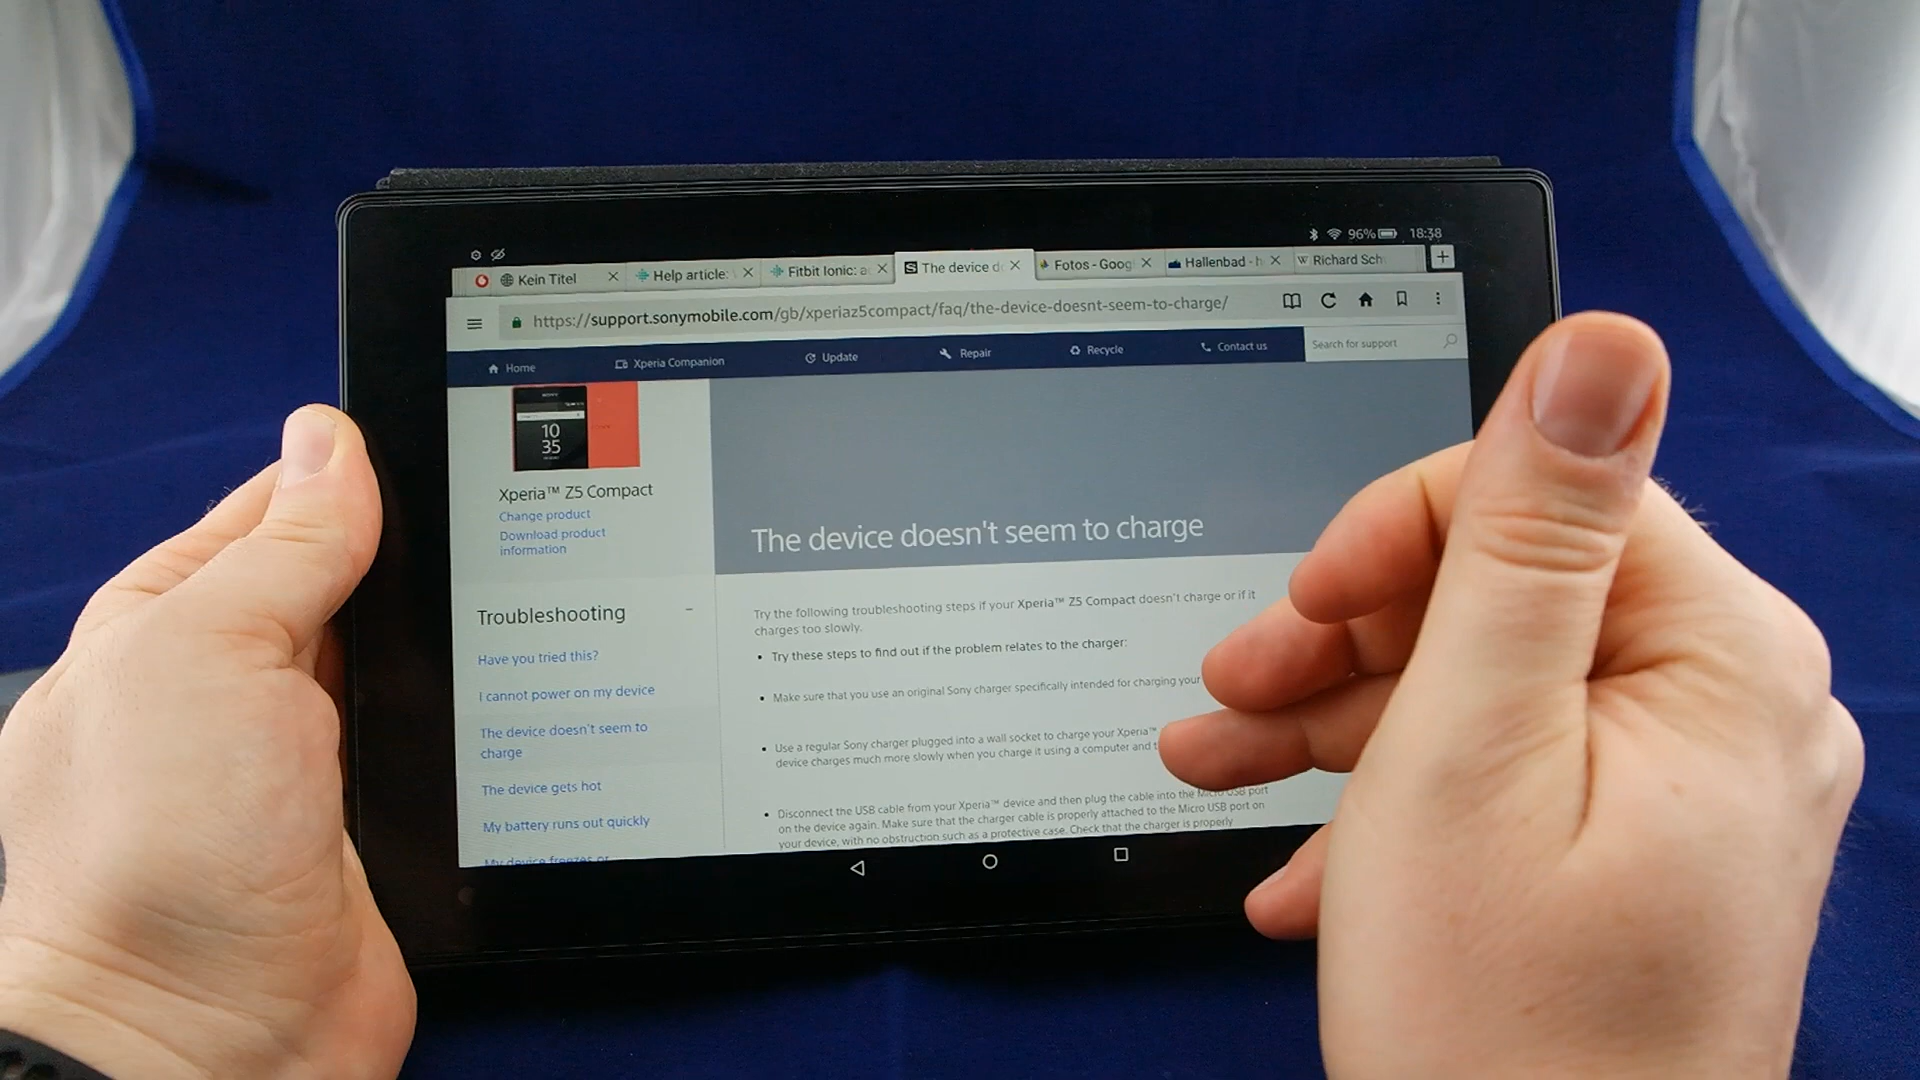 96% 18:38
Kein Titel
Help article:
Fitbit Ionic: a
The device d
Fotos - Goog
Hallenbad - h
W Richard Sch
https://support.sonymobile.com/gb/xperiaz5compact/faq/the-device-doesnt-seem-to-charge/
Home
Xperia Companion
Update
Repair
Recycle
Contact us
Search for support
10
35
Xperia™ Z5 Compact
Change product
Download product
information
The device doesn't seem to charge
Troubleshooting
Have you tried this?
I cannot power on my device
The device doesn't seem to
charge
The device gets hot
My battery runs out quickly
My device freezes or
Try the following troubleshooting steps if your Xperia™ Z5 Compact doesn't charge or if it
charges too slowly.
• Try these steps to find out if the problem relates to the charger:
• Make sure that you use an original Sony charger specifically intended for charging your
• Use a regular Sony charger plugged into a wall socket to charge your Xperia™
device charges much more slowly when you charge it using a computer and t
• Disconnect the USB cable from your Xperia™ device and then plug the cable into the Micro USB port
on the device again. Make sure that the charger cable is properly attached to the Micro USB port on
your device, with no obstruction such as a protective case. Check that the charger is properly